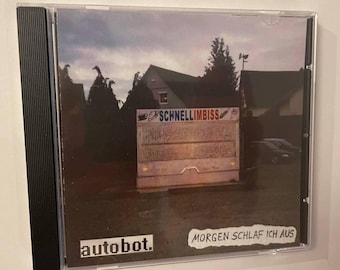 SCHNELLIMBISS
autobot.
MORGEN SCHLAF ICH AUS